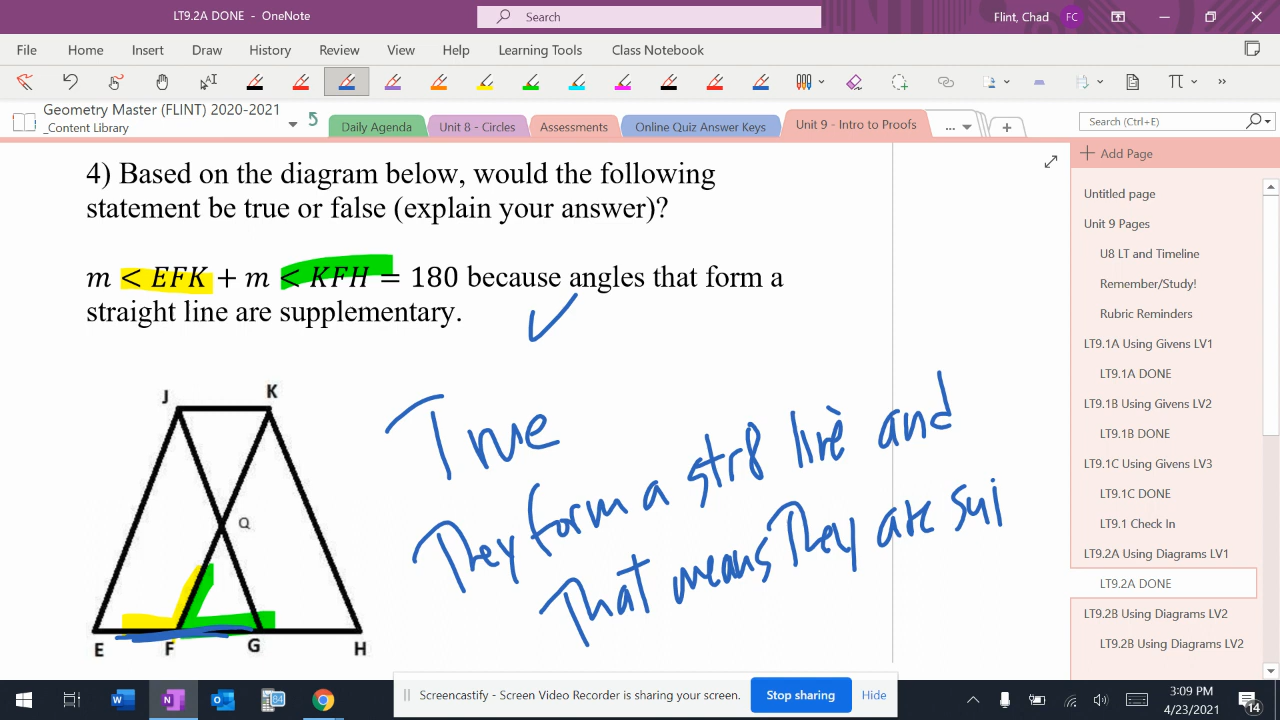 LT9.2A DONE - OneNote
Search
Flint, Chad FC
File Home Insert Draw History Review View Help Learning Tools Class Notebook
Geometry Master (FLINT) 2020-2021
_Content Library
Daily Agenda Unit 8 - Circles Assessments Online Quiz Answer Keys Unit 9 - Intro to Proofs ... +
Search (Ctrl+E)
Add Page
Untitled page
Unit 9 Pages
U8 LT and Timeline
Remember/Study!
Rubric Reminders
LT9.1A Using Givens LV1
LT9.1A DONE
LT9.1B Using Givens LV2
LT9.1B DONE
LT9.1C Using Givens LV3
LT9.1C DONE
LT9.1 Check In
LT9.2A Using Diagrams LV1
LT9.2A DONE
LT9.2B Using Diagrams LV2
LT9.2B Using Diagrams LV2
4) Based on the diagram below, would the following
statement be true or false (explain your answer)?
m < EFK + m < KFH = 180 because angles that form a
straight line are supplementary.
J K
Q
E F G H
True
They form a str8 line and
That means They are sui
Screencastify - Screen Video Recorder is sharing your screen. Stop sharing Hide
84
3:09 PM
4/23/2021
14